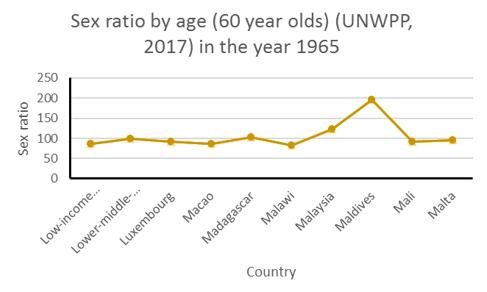 Sex ratio by age (60 year olds) (UNWPP,
2017) in the year 1965
250
200
150
100
50
0
Sex ratio
Low-income...
Lower-middle-...
Luxembourg
Macao
Madagascar
Malawi
Malaysia
Maldives
Mali
Malta
Country